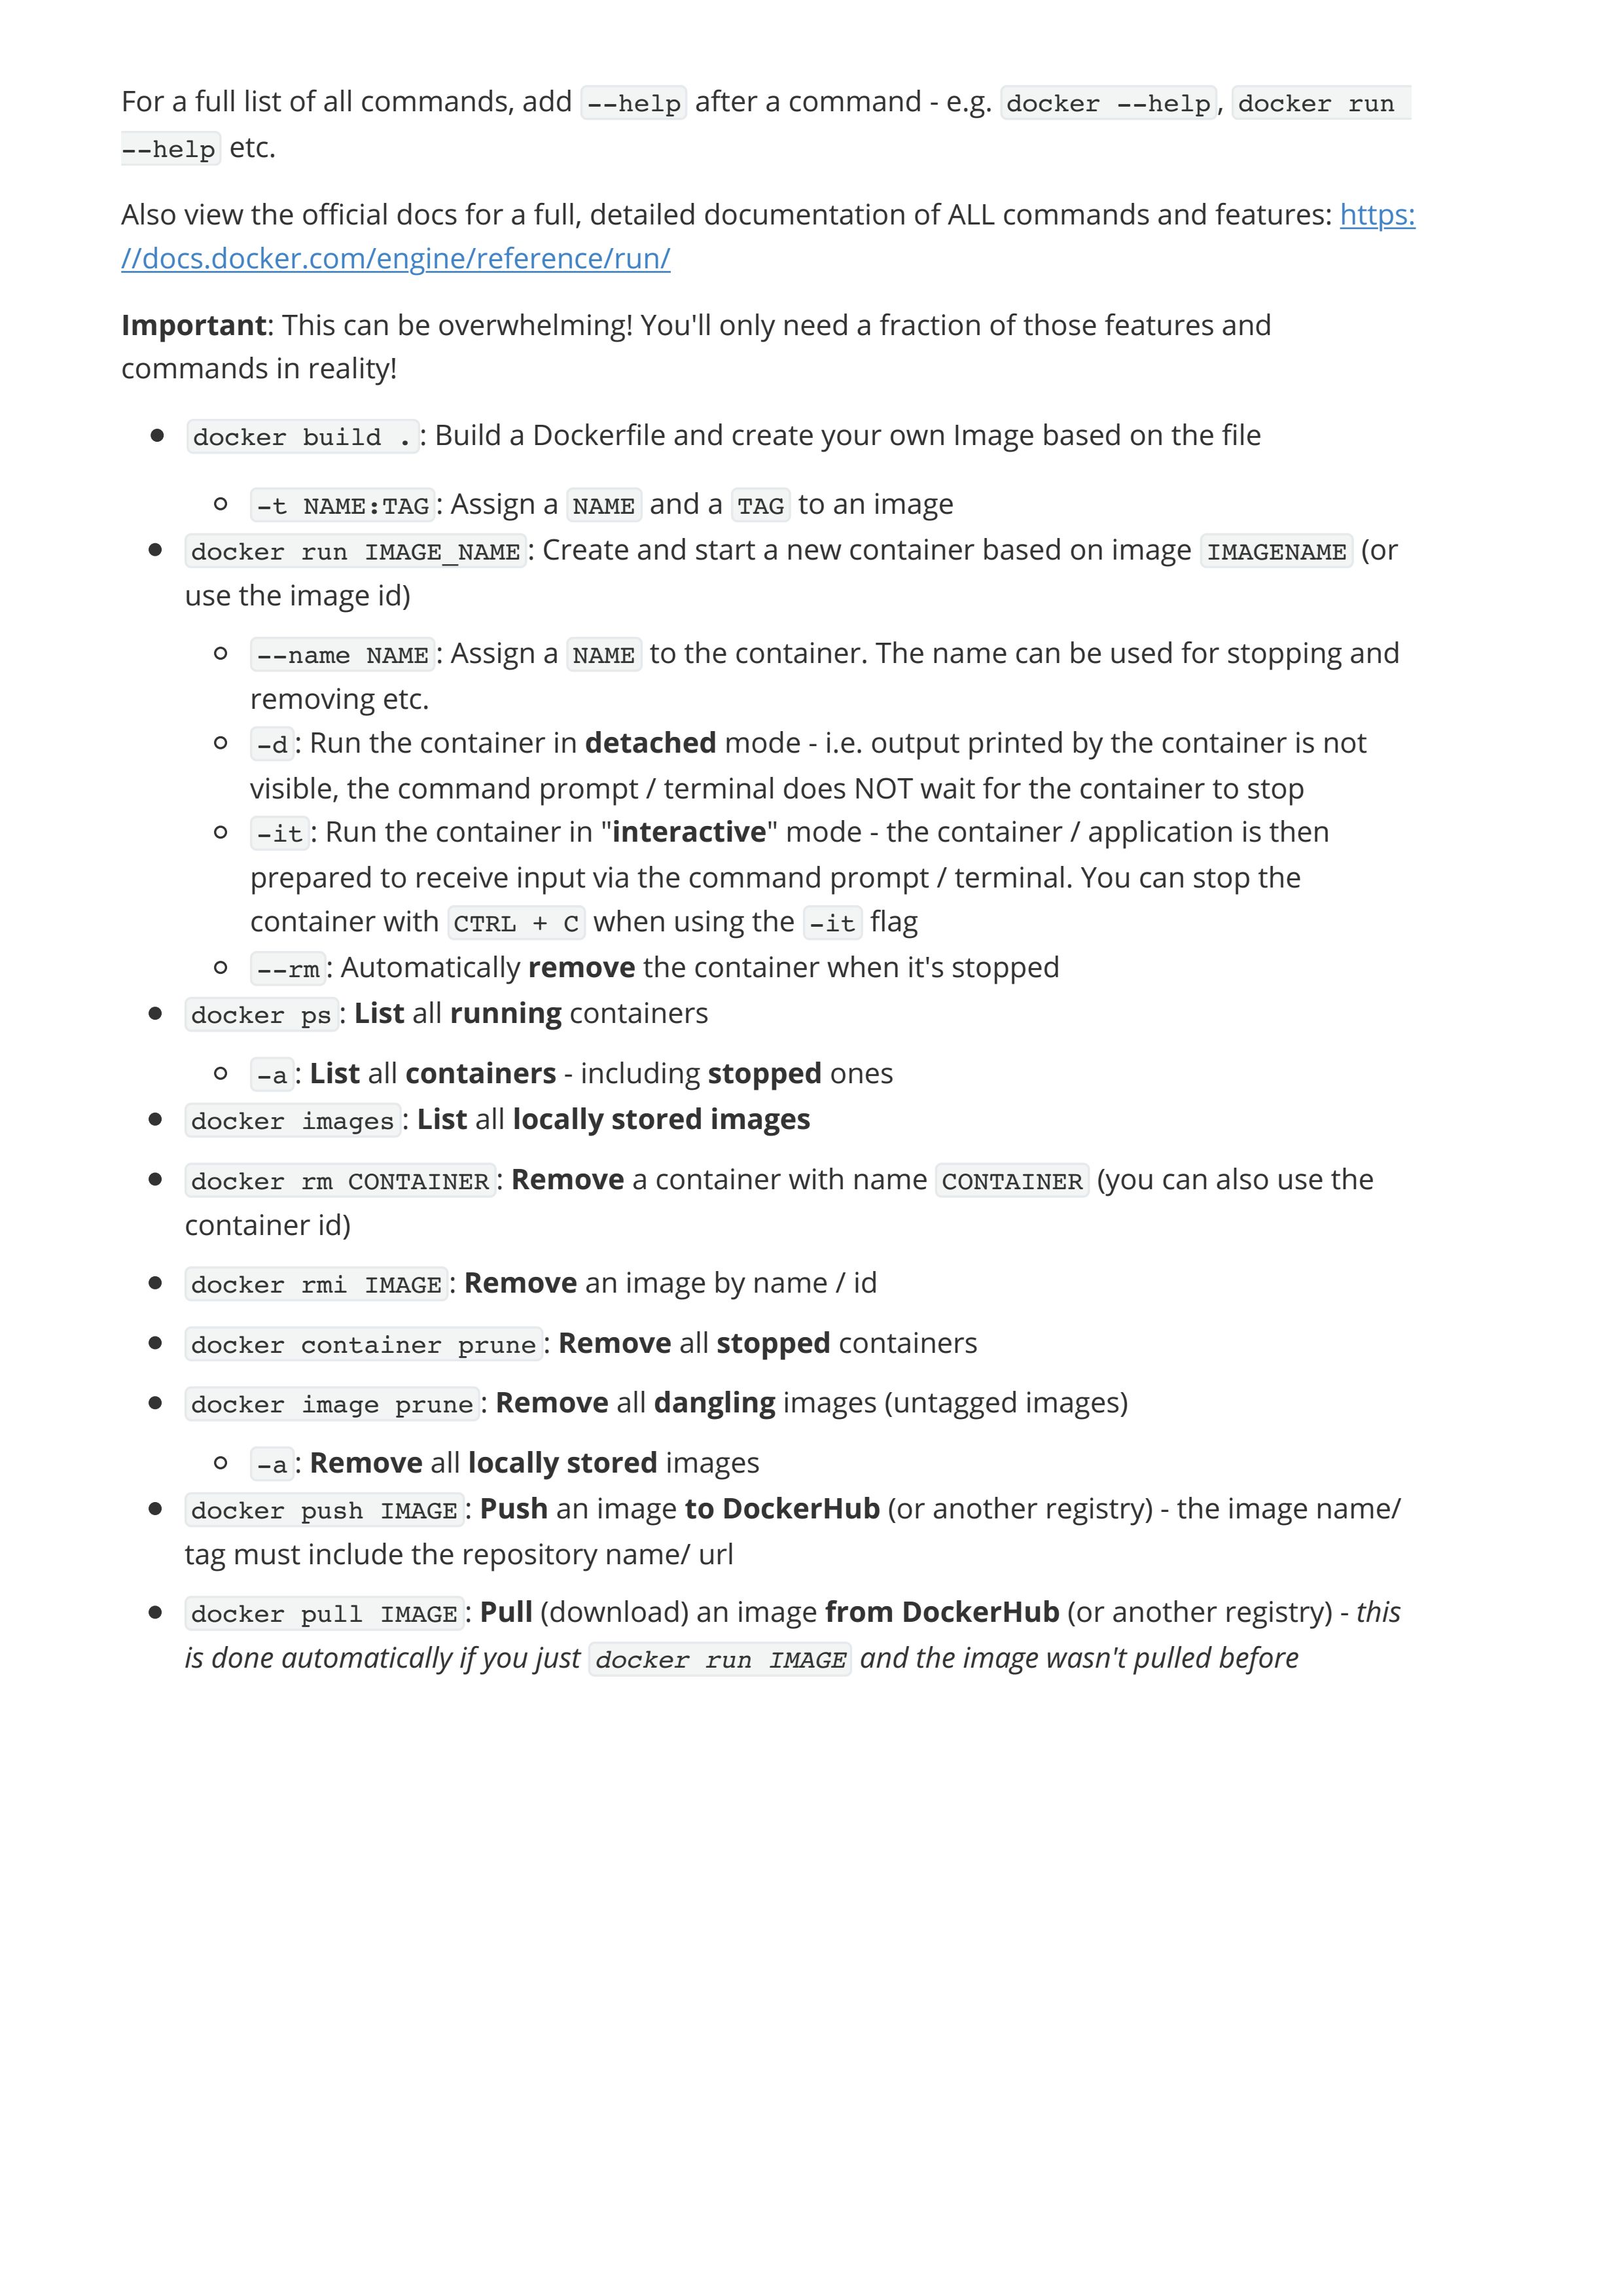 For a full list of all commands, add --help after a command - e.g. docker --help, docker run
--help etc.
Also view the official docs for a full, detailed documentation of ALL commands and features: https:
//docs.docker.com/engine/reference/run/
Important: This can be overwhelming! You'll only need a fraction of those features and
commands in reality!
• docker build .: Build a Dockerfile and create your own Image based on the file
◦ -t NAME:TAG: Assign a NAME and a TAG to an image
• docker run IMAGE_NAME: Create and start a new container based on image IMAGENAME (or
use the image id)
◦ --name NAME: Assign a NAME to the container. The name can be used for stopping and
removing etc.
◦ -d: Run the container in detached mode - i.e. output printed by the container is not
visible, the command prompt / terminal does NOT wait for the container to stop
◦ -it: Run the container in "interactive" mode - the container / application is then
prepared to receive input via the command prompt / terminal. You can stop the
container with CTRL + C when using the -it flag
◦ --rm: Automatically remove the container when it's stopped
• docker ps: List all running containers
◦ -a: List all containers - including stopped ones
• docker images: List all locally stored images
• docker rm CONTAINER: Remove a container with name CONTAINER (you can also use the
container id)
• docker rmi IMAGE: Remove an image by name / id
• docker container prune: Remove all stopped containers
• docker image prune: Remove all dangling images (untagged images)
◦ -a: Remove all locally stored images
• docker push IMAGE: Push an image to DockerHub (or another registry) - the image name/
tag must include the repository name/ url
• docker pull IMAGE: Pull (download) an image from DockerHub (or another registry) - this
is done automatically if you just docker run IMAGE and the image wasn't pulled before